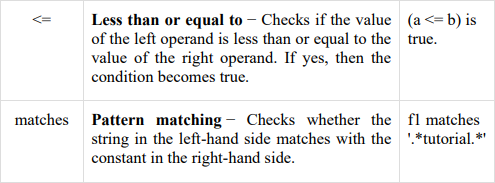 <= Less than or equal to − Checks if the value (a <= b) is
of the left operand is less than or equal to the true.
value of the right operand. If yes, then the
condition becomes true.
matches Pattern matching − Checks whether the f1 matches
string in the left-hand side matches with the '.*tutorial.*'
constant in the right-hand side.